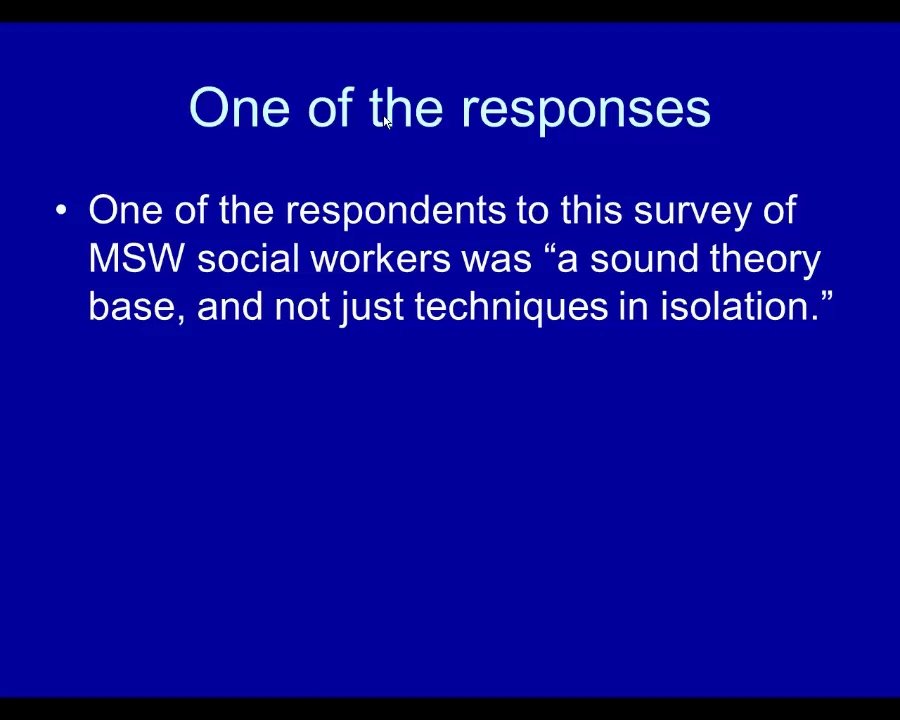 One of the responses
• One of the respondents to this survey of
MSW social workers was “a sound theory
base, and not just techniques in isolation.”